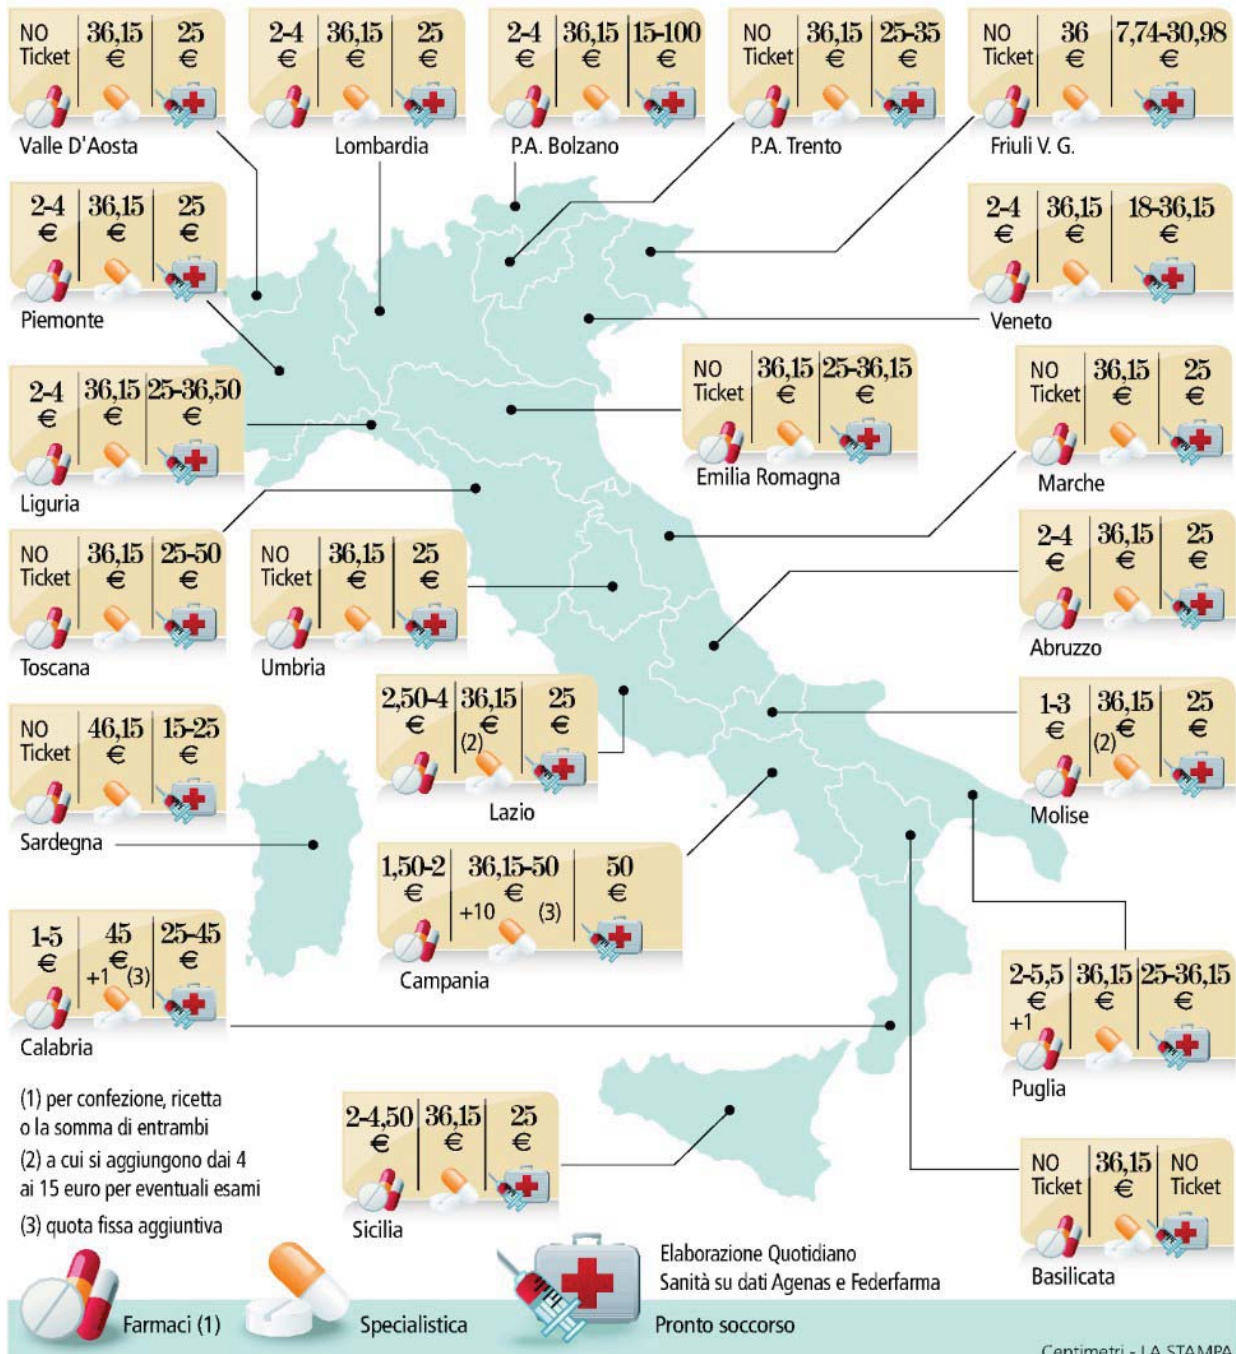 NO 36,15 25
Ticket € €
Valle D'Aosta
2-4 36,15 25
€ € €
Lombardia
2-4 36,15 15-100
€ € €
P.A. Bolzano
NO 36,15 25-35
Ticket € €
P.A. Trento
NO 36 7,74-30,98
Ticket € €
Friuli V. G.
2-4 36,15 25
€ € €
Piemonte
2-4 36,15 18-36,15
€ € €
Veneto
2-4 36,15 25-36,50
€ € €
Liguria
NO 36,15 25-36,15
Ticket € €
Emilia Romagna
NO 36,15 25
Ticket € €
Marche
NO 36,15 25-50
Ticket € €
Toscana
NO 36,15 25
Ticket € €
Umbria
2-4 36,15 25
€ € €
Abruzzo
NO 46,15 15-25
Ticket € €
Sardegna
2,50-4 36,15 25
€ € €
(2)
Lazio
1-3 36,15 25
€ € €
(2)
Molise
1,50-2 36,15-50 50
€ € €
+10 (3)
Campania
1-5 45 25-45
€ € €
+1 (3)
Calabria
2-5,5 36,15 25-36,15
€ € €
+1
Puglia
2-4,50 36,15 25
€ € €
Sicilia
NO 36,15 NO
Ticket € Ticket
Basilicata
(1) per confezione, ricetta
o la somma di entrambi
(2) a cui si aggiungono dai 4
ai 15 euro per eventuali esami
(3) quota fissa aggiuntiva
Elaborazione Quotidiano
Sanità su dati Agenas e Federfarma
Farmaci (1) Specialistica Pronto soccorso
Centimetri - LA STAMPA